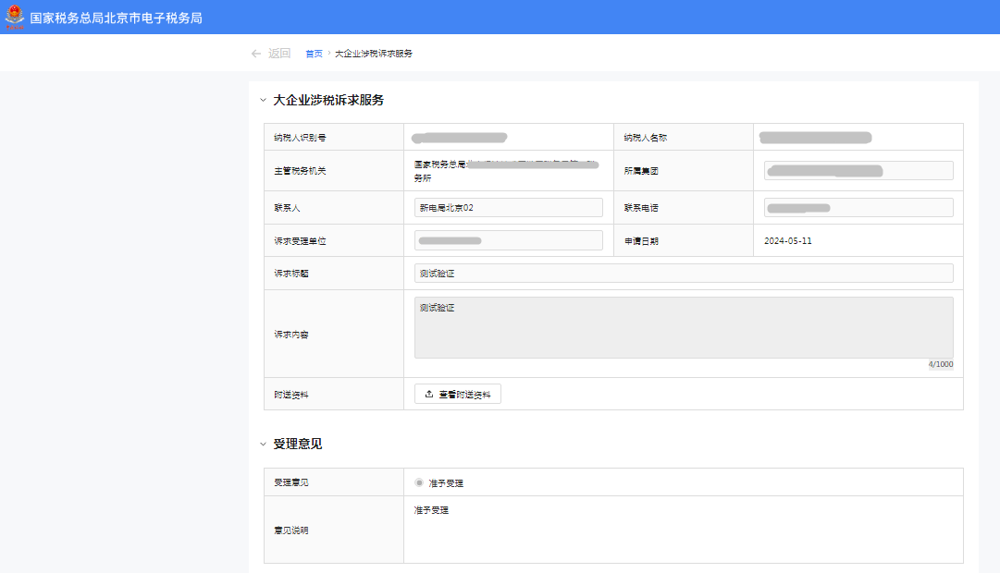 国家税务总局北京市电子税务局
返回 首页 大企业涉税诉求服务
大企业涉税诉求服务
纳税人识别号 纳税人名称
主管税务机关 国家税务总局 所属集团
务所
联系人 新电局北京02 联系电话
诉求受理单位 申请日期 2024-05-11
诉求标题 测试验证
诉求内容 测试验证
4/1000
附送资料 查看附送资料
受理意见
受理意见 准予受理
意见说明 准予受理